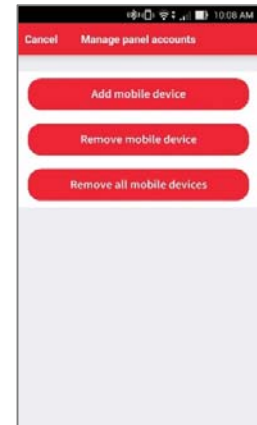 10:08 AM
Cancel Manage panel accounts
Add mobile device
Remove mobile device
Remove all mobile devices